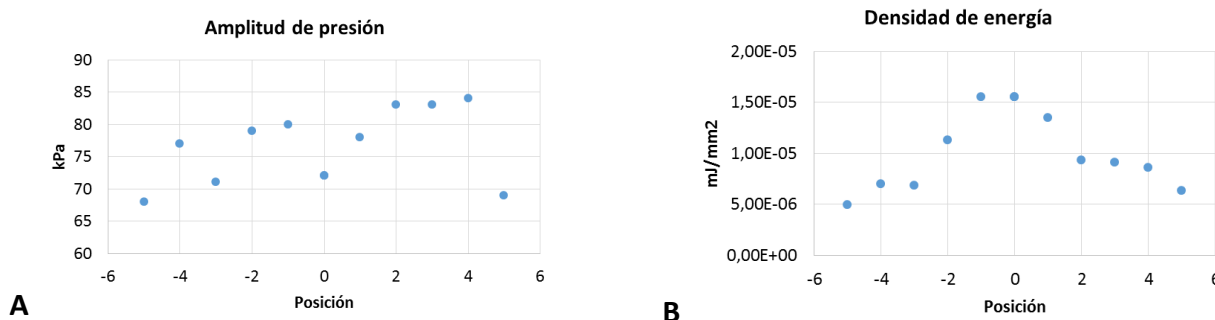 Amplitud de presión
90
85
80
75
70
65
60
kPa
-6 -4 -2 0 2 4 6
Posición
A
Densidad de energía
2,00E-05
1,50E-05
1,00E-05
5,00E-06
0,00E+00
mJ/mm2
-6 -4 -2 0 2 4 6
Posición
B